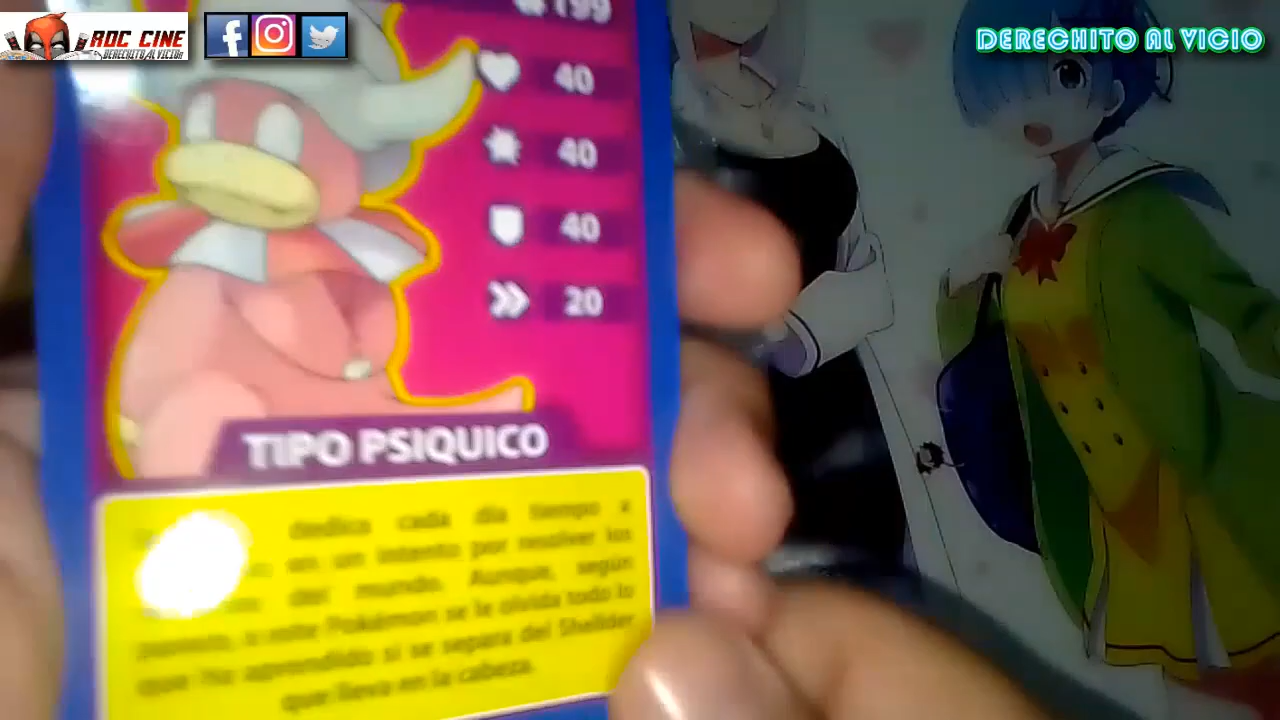 ROC CINE
DERECHITO AL VICIO
DERECHITO AL VICIO
199
40
40
40
20
TIPO PSIQUICO
dedica cada día tiempo a
en un intento por resolver los
del mundo. Aunque, según
este Pokémon se le olvida todo lo
que ha aprendido si se separa del Shellder
que lleva en la cabeza.